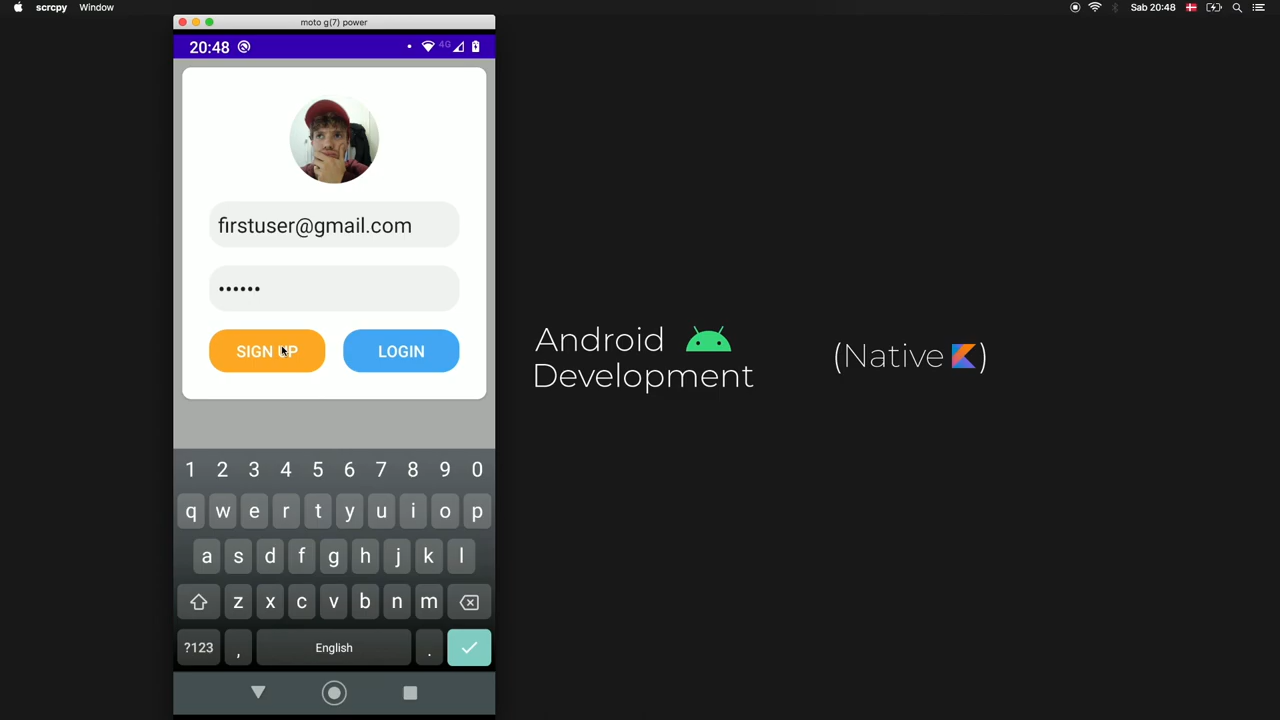 scrcpy Window Sab 20:48
moto g(7) power
20:48 4G
firstuser@gmail.com
••••••
SIGN UP LOGIN
Android
Development
(Native )
1 2 3 4 5 6 7 8 9 0
q w e r t y u i o p
a s d f g h j k l
z x c v b n m
?123 , English .